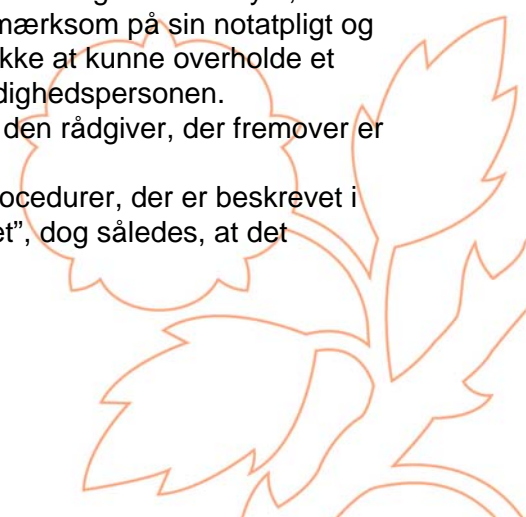 mærksom på sin notatpligt og
kke at kunne overholde et
dighedspersonen.
den rådgiver, der fremover er
ocedurer, der er beskrevet i
et”, dog således, at det